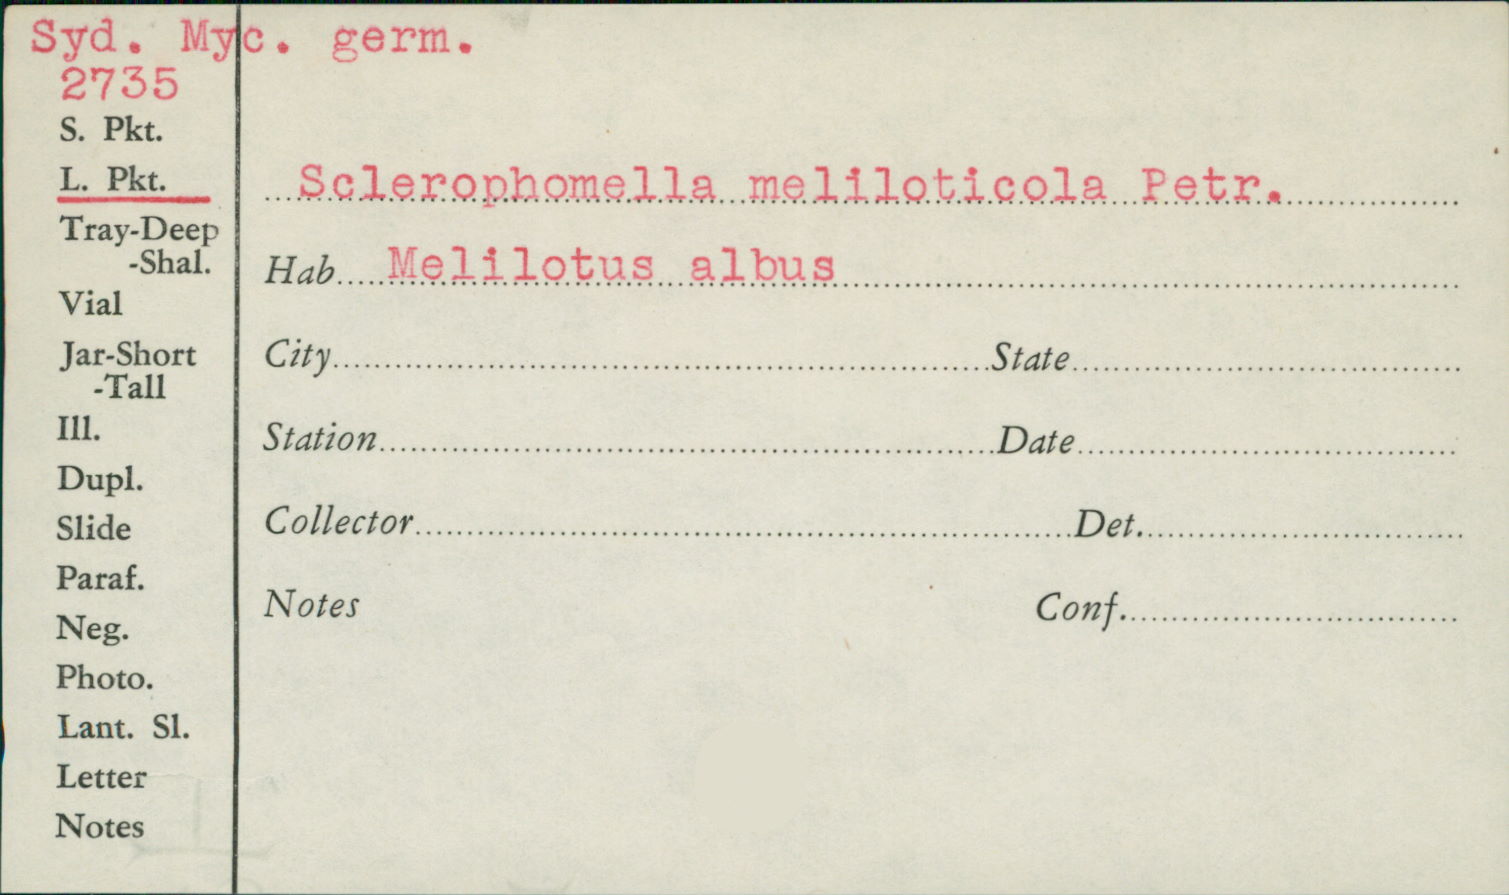 Syd. Myc. germ.
2735
S. Pkt.
L. Pkt.
Tray-Deep
-Shal.
Vial
Jar-Short
-Tall
Ill.
Dupl.
Slide
Paraf.
Neg.
Photo.
Lant. Sl.
Letter
Notes
Sclerophomella meliloticola Petr.
Hab. Melilotus albus
City State
Station Date
Collector Det.
Notes Conf.